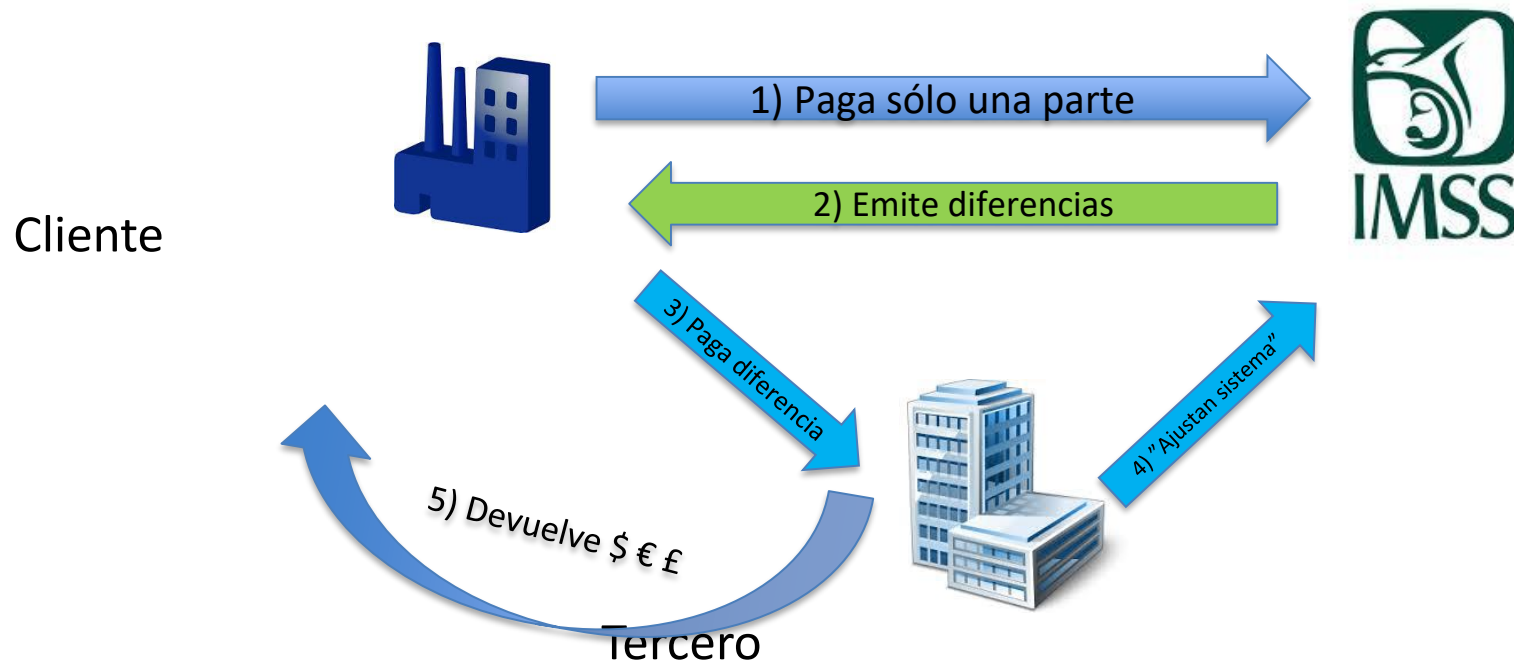 1) Paga sólo una parte
IMSS
2) Emite diferencias
Cliente
3) Paga diferencia
4) ”Ajustan sistema”
5) Devuelve $ € £
Tercero